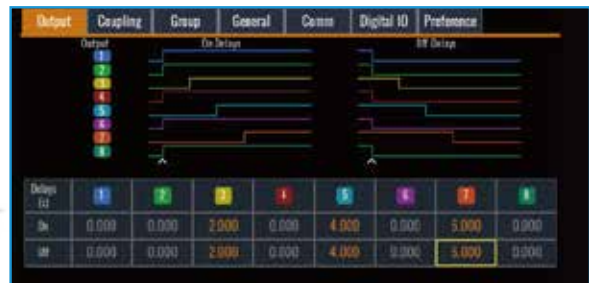 Output Coupling Group General Comm Digital IO Preference
Output On Delays Off Delays
1
2
3
4
5
6
7
8
Delays (s) 1 2 3 4 5 6 7 8
On 0.000 0.000 2.000 0.000 4.000 0.000 5.000 0.000
Off 0.000 0.000 2.000 0.000 4.000 0.000 5.000 0.000